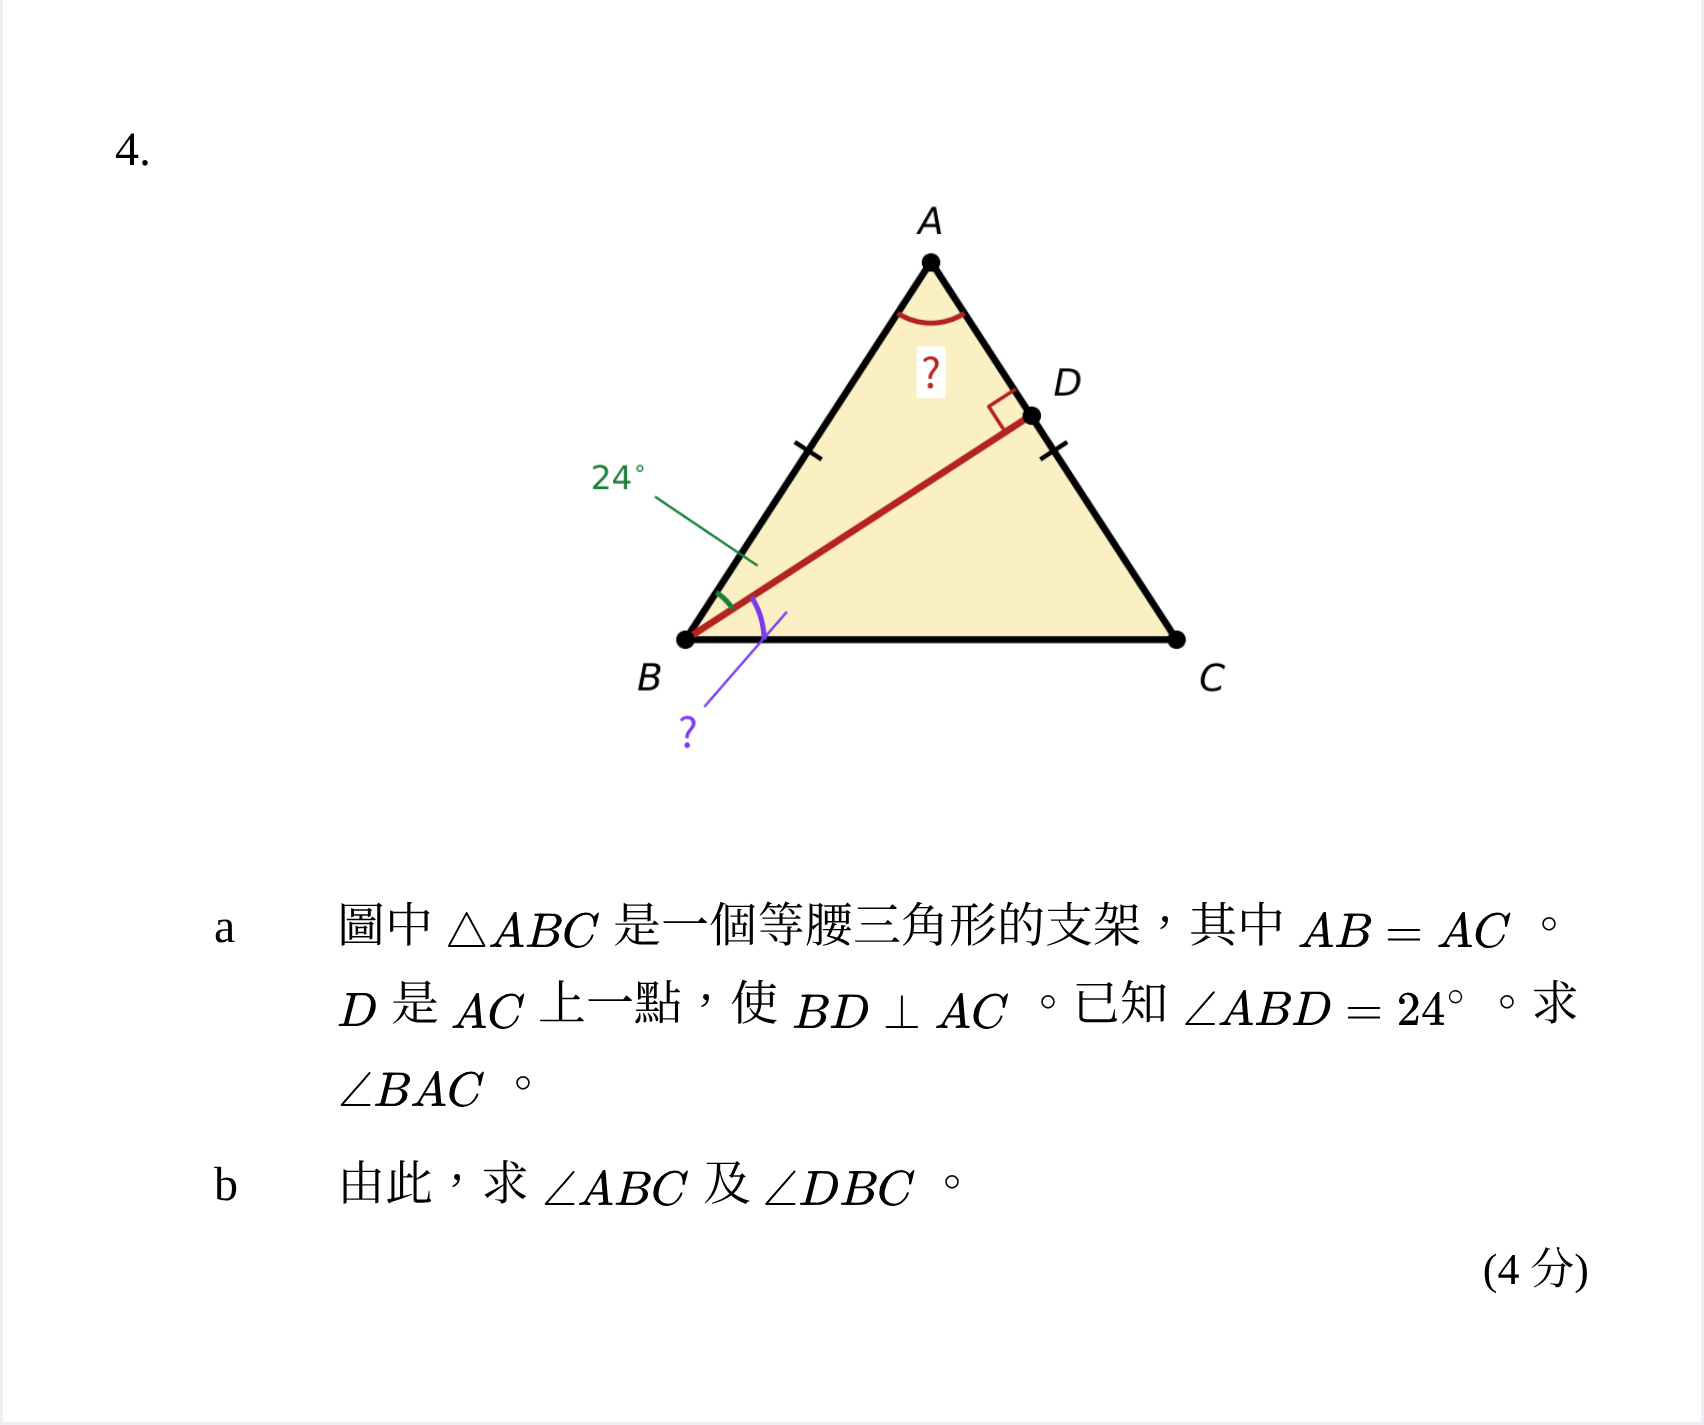 4.
A
?
D
24°
B
C
?
a 圖中 △ABC 是一個等腰三角形的支架，其中 AB = AC 。
D 是 AC 上一點，使 BD ⊥ AC 。已知 ∠ABD = 24° 。求
∠BAC 。
b 由此，求 ∠ABC 及 ∠DBC 。
(4 分)